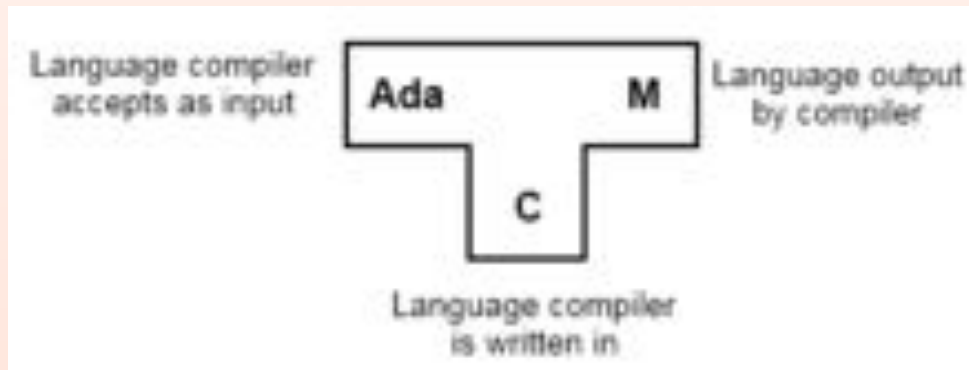 Language compiler
accepts as input
Ada
M
Language output
by compiler
C
Language compiler
is written in